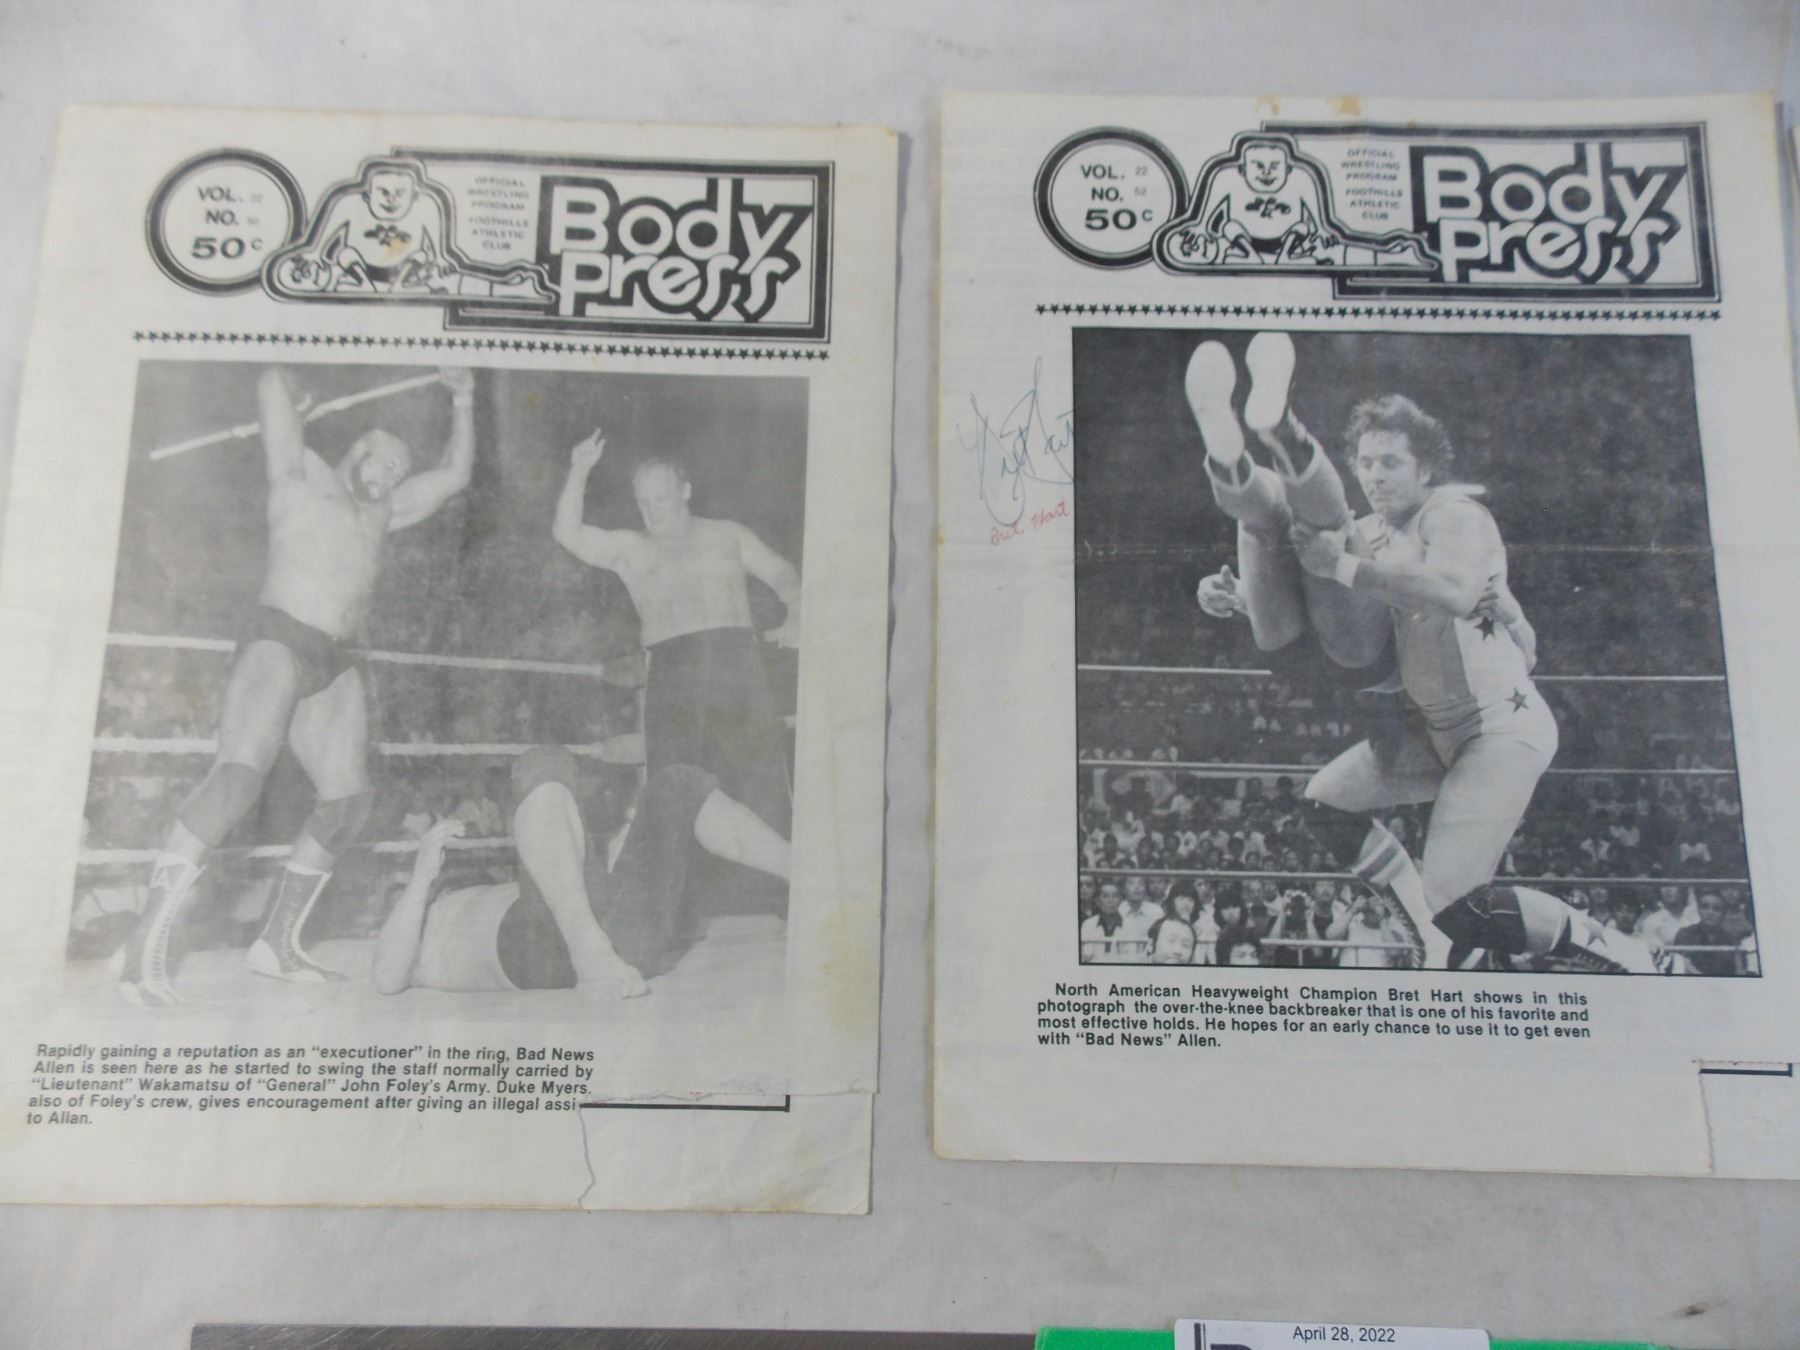 VOL. 22
NO. 50
50c
OFFICIAL
WRESTLING
PROGRAM
FOOTHILLS
ATHLETIC
CLUB
Body
Press
Rapidly gaining a reputation as an "executioner" in the ring, Bad News
Allen is seen here as he started to swing the staff normally carried by
"Lieutenant" Wakamatsu of "General" John Foley's Army. Duke Myers,
also of Foley's crew, gives encouragement after giving an illegal assi
to Allan.
VOL. 22
NO. 52
50c
OFFICIAL
WRESTLING
PROGRAM
FOOTHILLS
ATHLETIC
CLUB
Body
Press
Bret Hart
North American Heavyweight Champion Bret Hart shows in this
photograph the over-the-knee backbreaker that is one of his favorite and
most effective holds. He hopes for an early chance to use it to get even
with "Bad News" Allen.
April 28, 2022